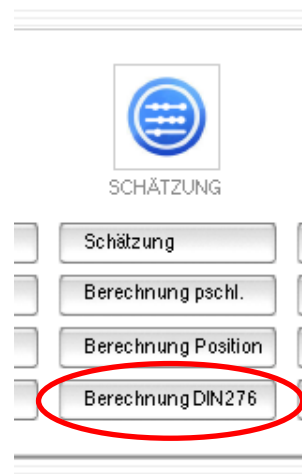 SCHÄTZUNG
Schätzung
Berechnung pschl.
Berechnung Position
Berechnung DIN276